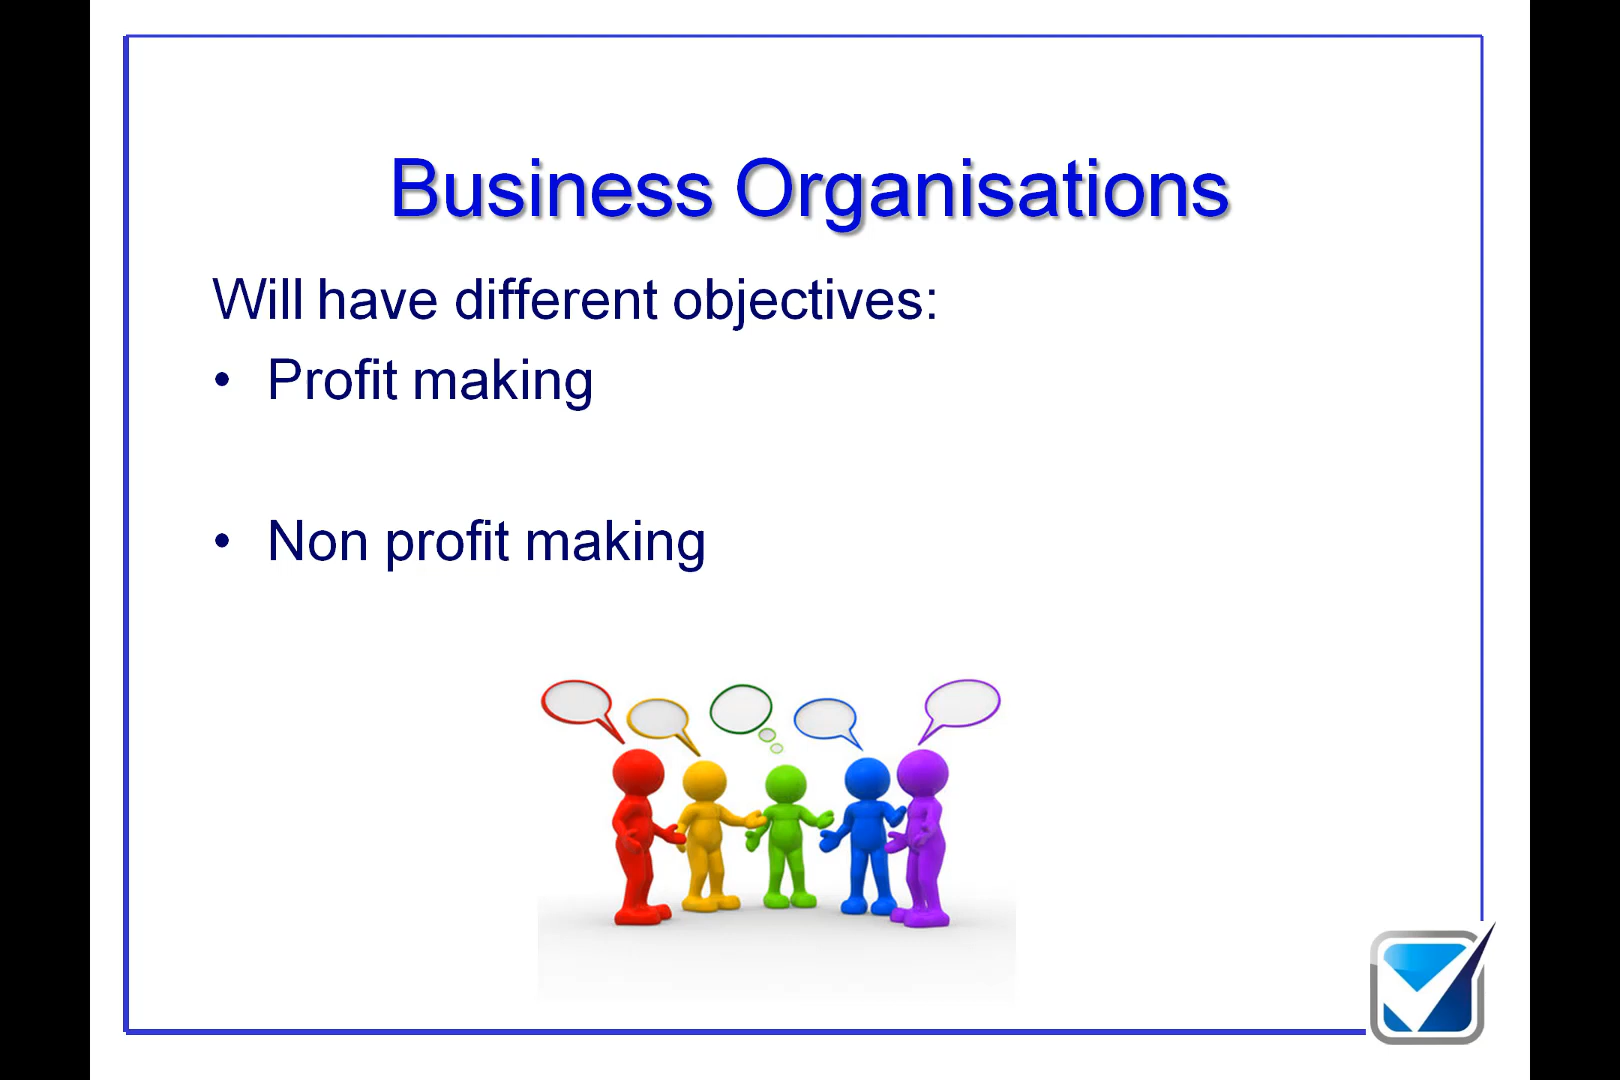 Business Organisations
Will have different objectives:
• Profit making
• Non profit making